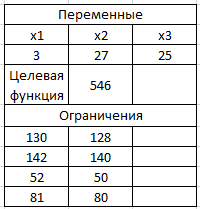 Переменные
x1 x2 x3
3 27 25
Целевая
функция 546
Ограничения
130 128
142 140
52 50
81 80